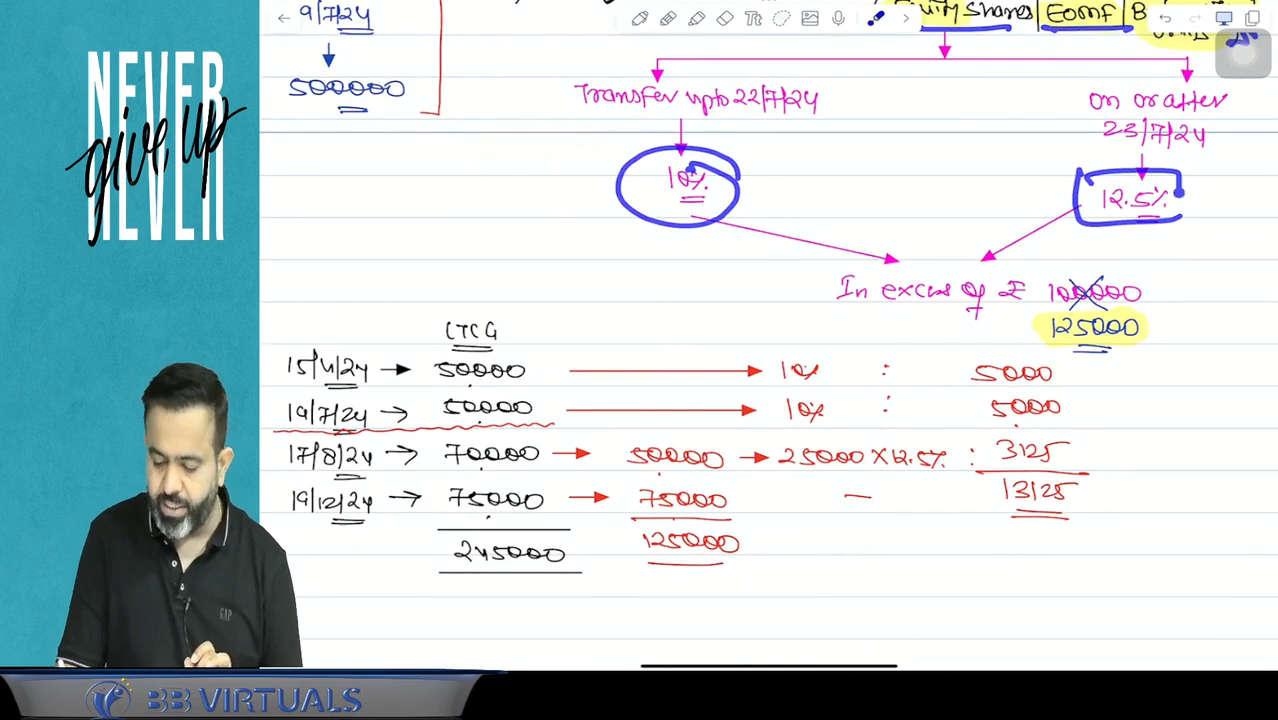 9/7/24
500000
Equity Shares | EOMF | B
Transfer upto 22/7/24
On or after
23/7/24
10%
12.5%
In excess of ₹ 100000
125000
LTCG
15/4/24 → 50000 → 10% : 5000
19/7/24 → 50000 → 10% : 5000
17/8/24 → 70000 → 50000 → 25000 X 12.5% : 3125
19/12/24 → 75000 → 75000 — 13125
245000 125000
NEVER
give up
NEVER
GAP
BB VIRTUALS